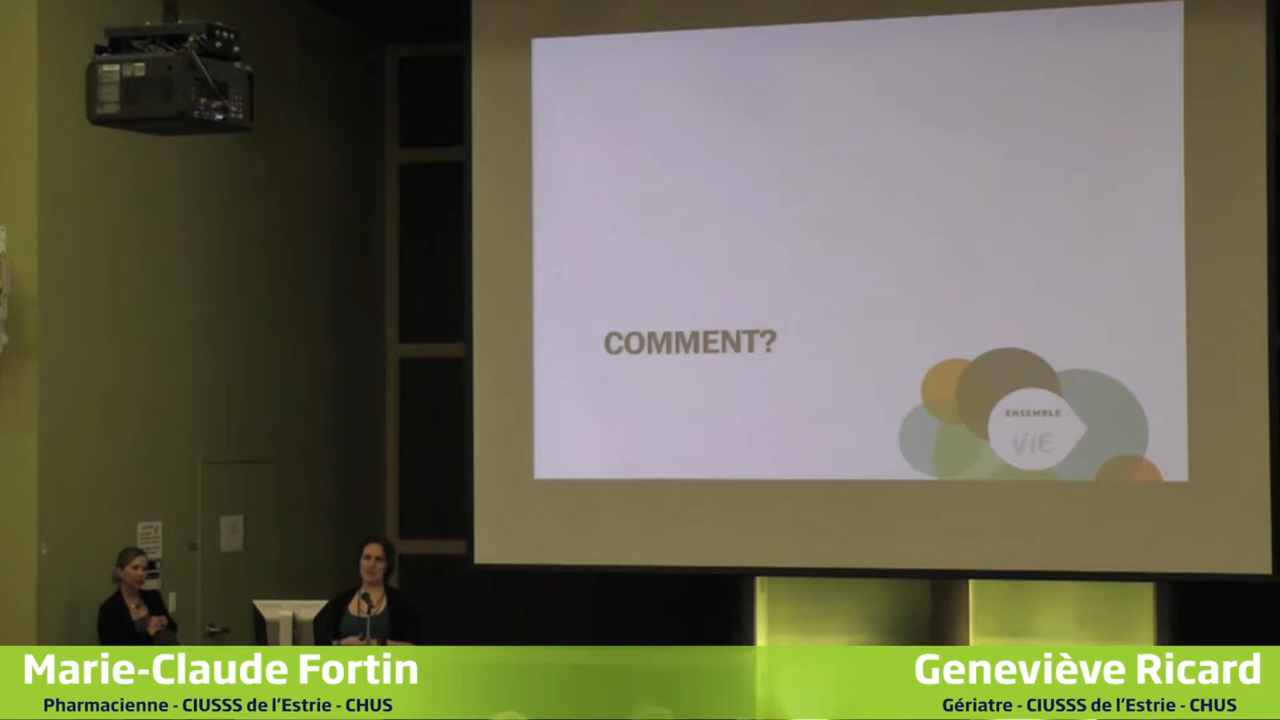 COMMENT?
ENSEMBLE
ViE
Marie-Claude Fortin
Pharmacienne - CIUSSS de l'Estrie - CHUS
Geneviève Ricard
Gériatre - CIUSSS de l'Estrie - CHUS